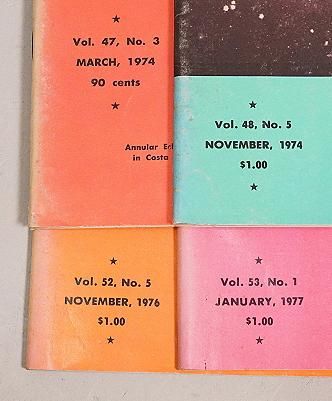 Vol. 47, No. 3
MARCH, 1974
90 cents
Annular Ecl
in Costa
Vol. 48, No. 5
NOVEMBER, 1974
$1.00
Vol. 52, No. 5
NOVEMBER, 1976
$1.00
Vol. 53, No. 1
JANUARY, 1977
$1.00